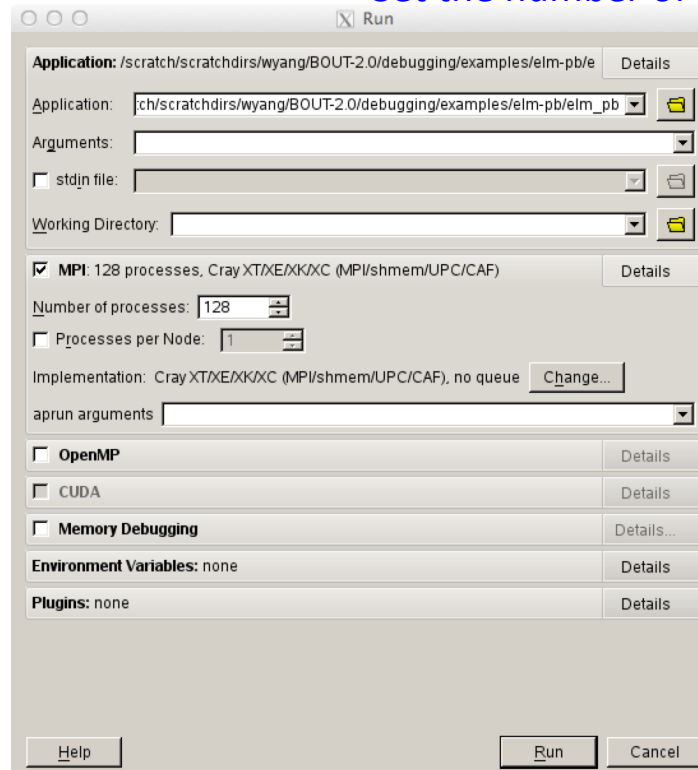 Set the number of
Run
Application: /scratch/scratchdirs/wyang/BOUT-2.0/debugging/examples/elm-pb/e Details
Application: :ch/scratchdirs/wyang/BOUT-2.0/debugging/examples/elm-pb/elm_pb
Arguments:
stdin file:
Working Directory:
MPI: 128 processes, Cray XT/XE/XK/XC (MPI/shmem/UPC/CAF) Details
Number of processes: 128
Processes per Node: 1
Implementation: Cray XT/XE/XK/XC (MPI/shmem/UPC/CAF), no queue Change...
aprun arguments
OpenMP Details
CUDA Details
Memory Debugging Details...
Environment Variables: none Details
Plugins: none Details
Help Run Cancel